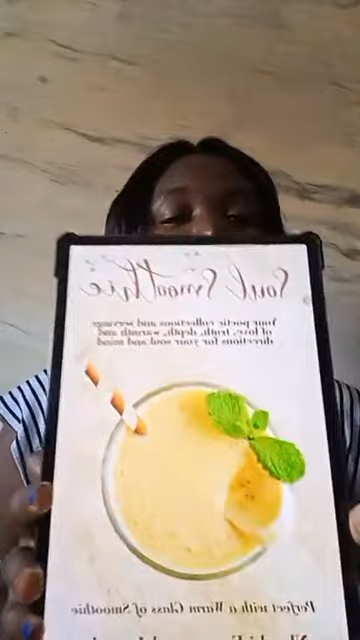 Soul Smoothie
Your poetic collections and servings
of love, truth, depth, warmth and
directions for your soul and mind
Perfect with a Warm Glass of Smoothie